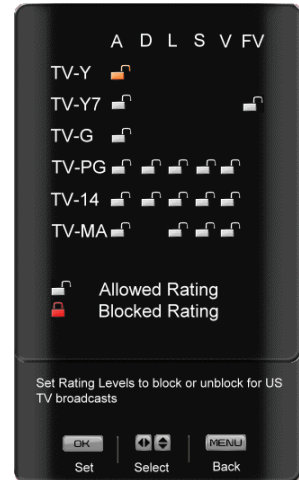 A D L S V FV
TV-Y
TV-Y7
TV-G
TV-PG
TV-14
TV-MA
Allowed Rating
Blocked Rating
Set Rating Levels to block or unblock for US
TV broadcasts
OK MENU
Set Select Back